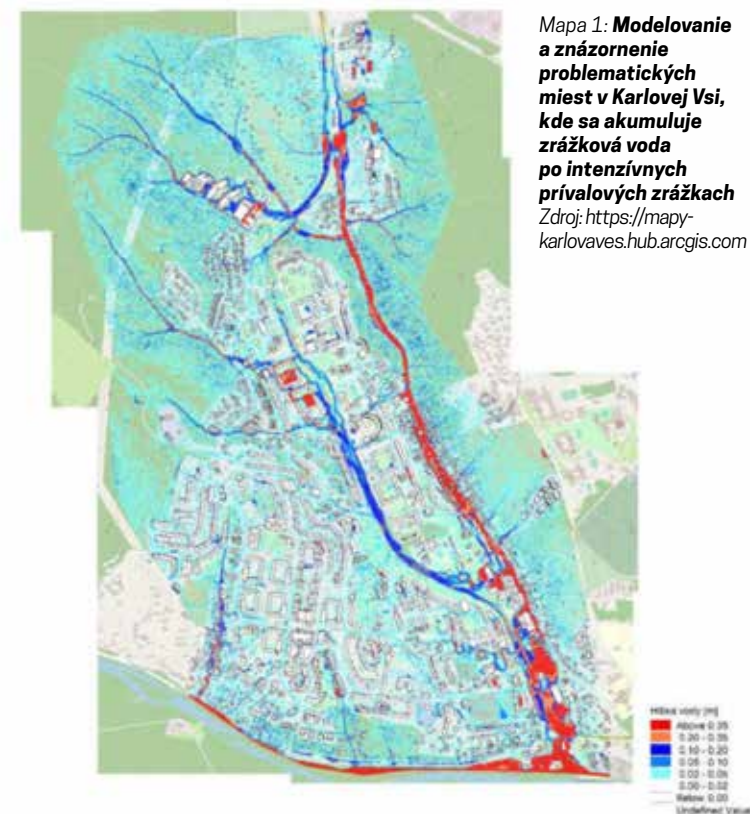 Mapa 1: Modelovanie
a znázornenie
problematických
miest v Karlovej Vsi,
kde sa akumuluje
zrážková voda
po intenzívnych
prívalových zrážkach
Zdroj: https://mapy-
karlovaves.hub.arcgis.com
vody [m]
Above 0.35
0.20 - 0.35
0.10 - 0.20
0.05 - 0.10
0.02 - 0.05
0.00 - 0.02
Below 0.00
Undefined Value